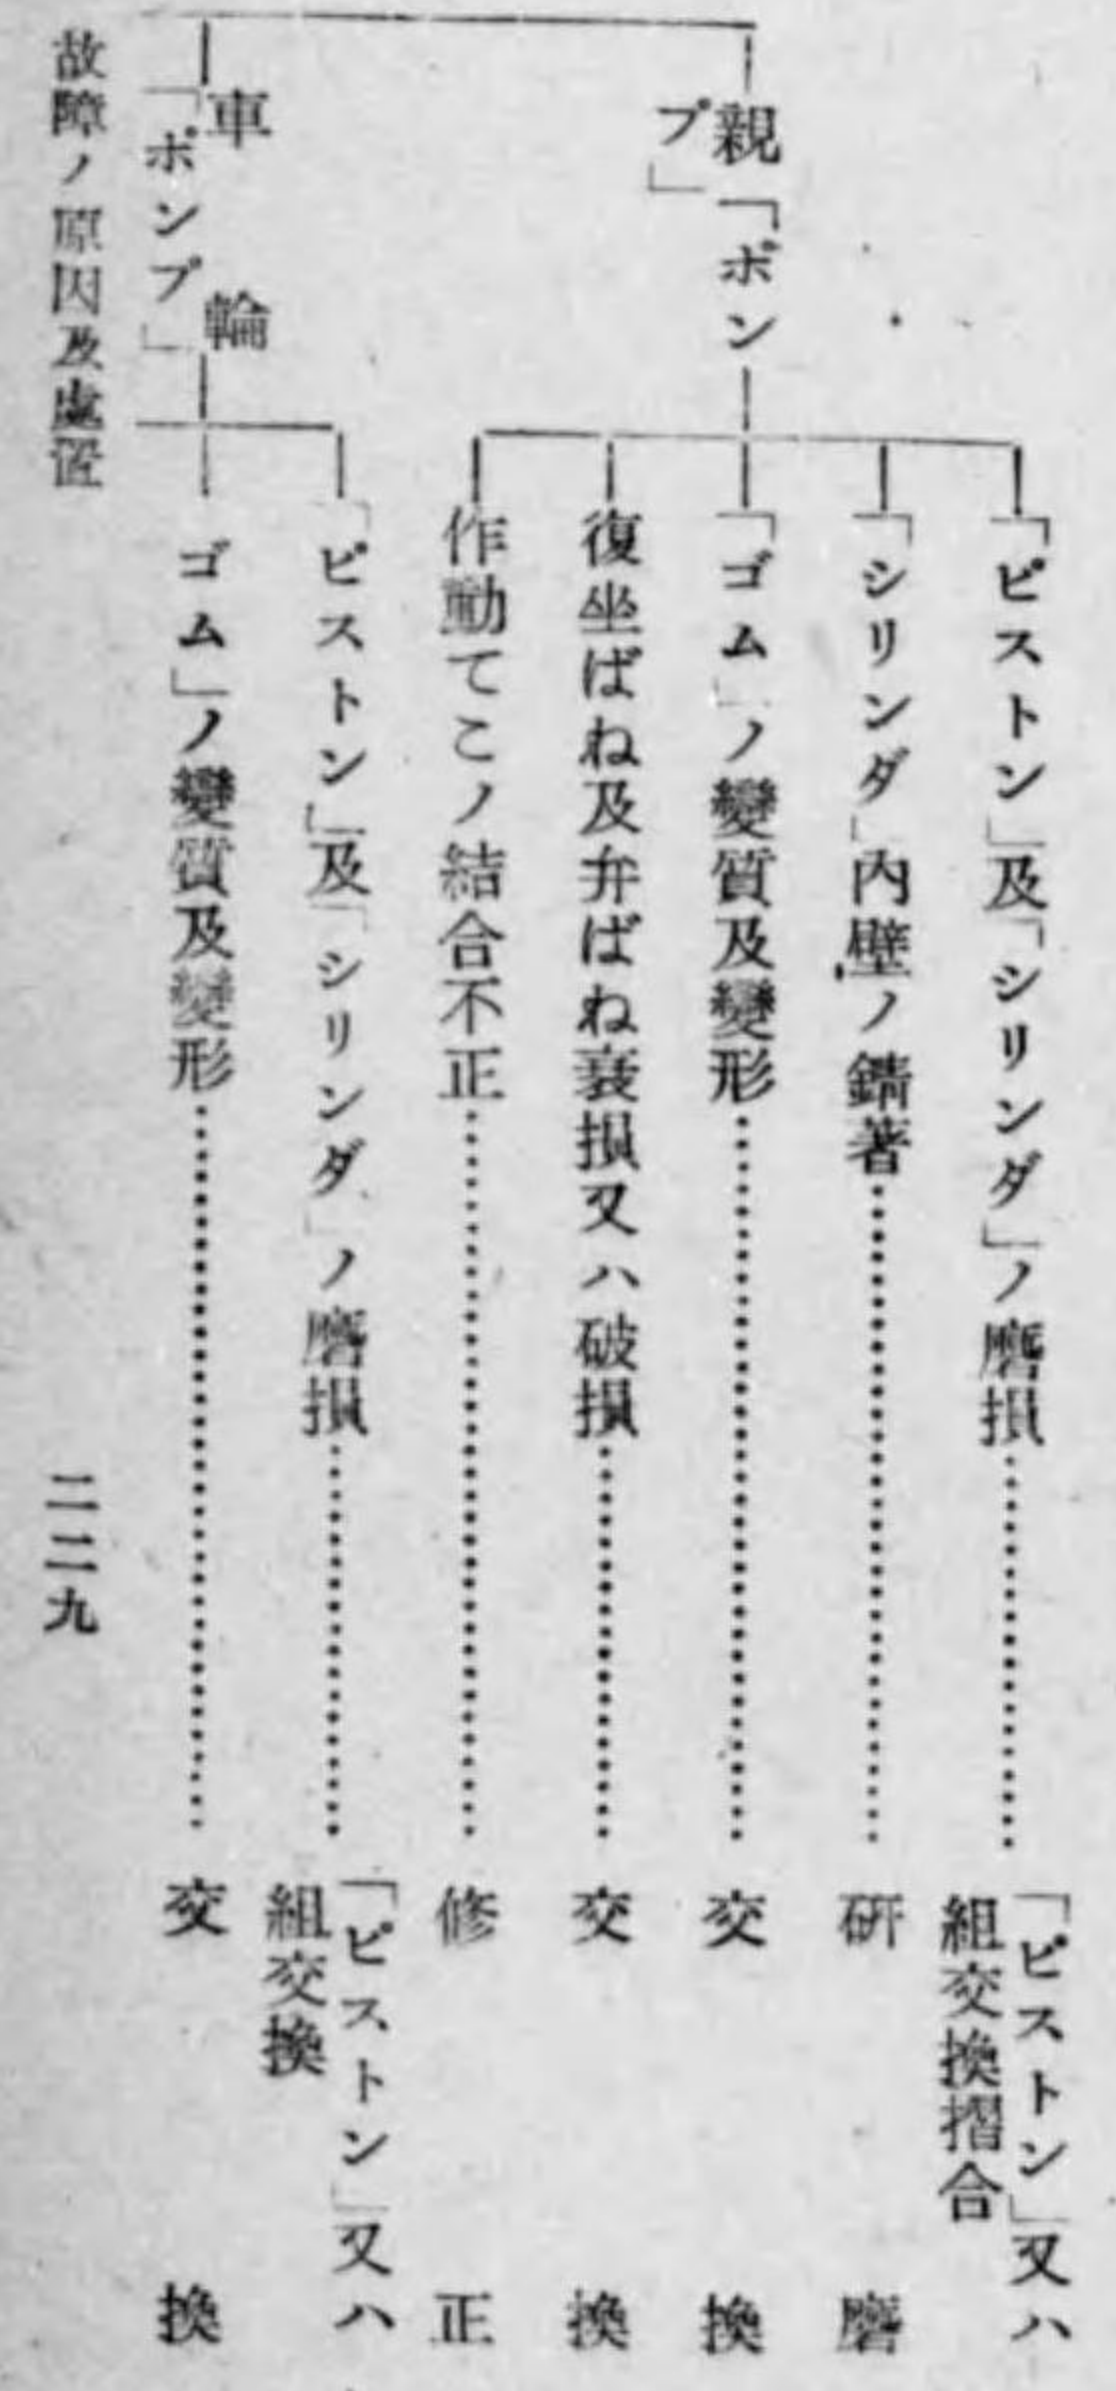 親「ポンプ」
「ピストン」及「シリンダ」ノ磨損……「ピストン」又ハ組交換摺合
「シリンダ」內壁ノ錆著……硏磨
「ゴム」ノ變質及變形……交換
復坐ばね及弁ばね衰損又ハ破損……交換
作動てこノ結合不正……修正
車輪「ポンプ」
「ピストン」及「シリンダ」ノ磨損……「ピストン」又ハ組交換
ゴム」ノ變質及變形……交換
故障ノ原因及處置
二二九